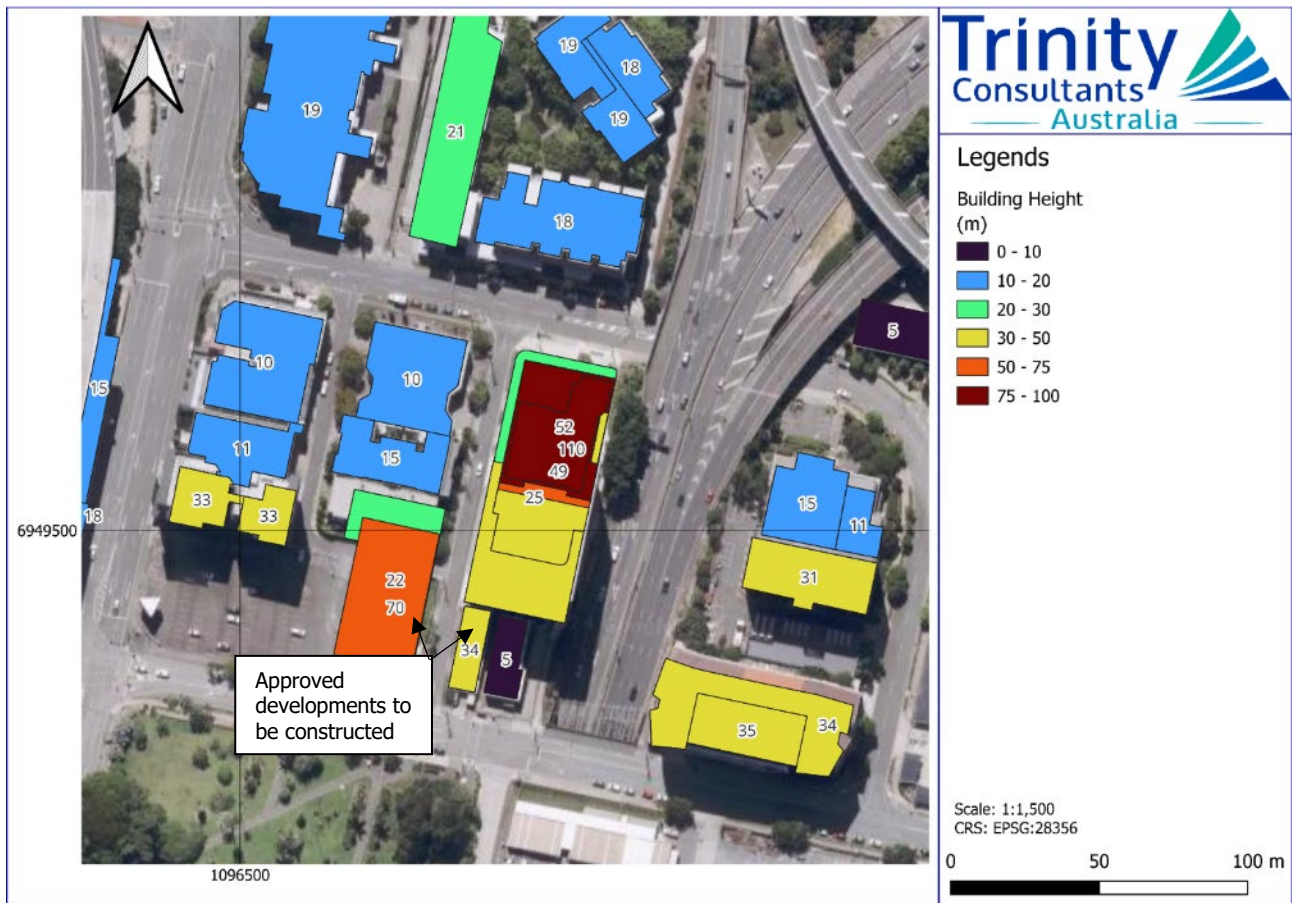 19
21
19
18
19
18
5
10
10
15
11
15
52
110
49
25
33
33
18
6949500
15
11
31
22
70
34
5
Approved
developments to
be constructed
35
34
1096500
Trinity
Consultants
Australia
Legends
Building Height
(m)
0 - 10
10 - 20
20 - 30
30 - 50
50 - 75
75 - 100
Scale: 1:1,500
CRS: EPSG:28356
0 50 100 m